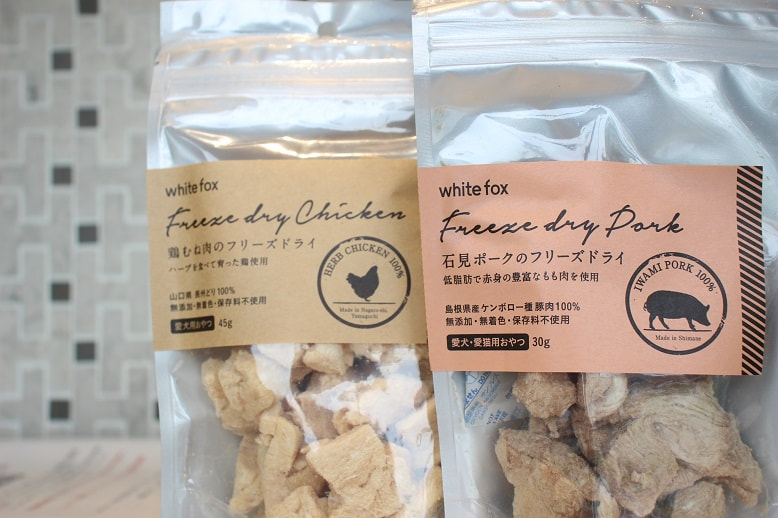 white fox
Freeze dry Chicken
鶏むね肉のフリーズドライ
ハーブを食べて育った鶏使用
山口県 長州どり100%
無添加・無着色・保存料不使用
愛犬用おやつ 45g
HERB CHICKEN 100%
Made in Nagato-shi,
Yamaguchi
white fox
Freeze dry Pork
石見ポークのフリーズドライ
低脂肪で赤身の豊富なもも肉を使用
島根県産ケンボロー種 豚肉100%
無添加・無着色・保存料不使用
愛犬・愛猫用おやつ 30g
IWAMI PORK 100%
Made in Shimane